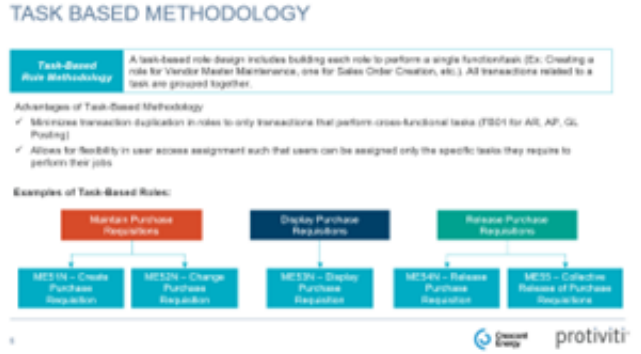 TASK BASED METHODOLOGY
Task-Based
Role Methodology
A task-based role design includes building each role to perform a single function/task (Ex: Creating a
role for Vendor Master Maintenance, one for Sales Order Creation, etc.). All transactions related to a
task are grouped together.
Advantages of Task-Based Methodology
✓ Minimizes transaction duplication in roles to only transactions that perform cross-functional tasks (FB01 for AR, AP, GL
Posting)
✓ Allows for flexibility in user access assignment such that users can be assigned only the specific tasks they require to
perform their jobs
Examples of Task-Based Roles:
Maintain Purchase
Requisitions
Display Purchase
Requisitions
Release Purchase
Requisitions
ME51N – Create
Purchase
Requisition
ME52N – Change
Purchase
Requisition
ME53N – Display
Purchase
Requisition
ME54N – Release
Purchase
Requisition
ME55 – Collective
Release of Purchase
Requisitions
Crescent
Energy
protiviti